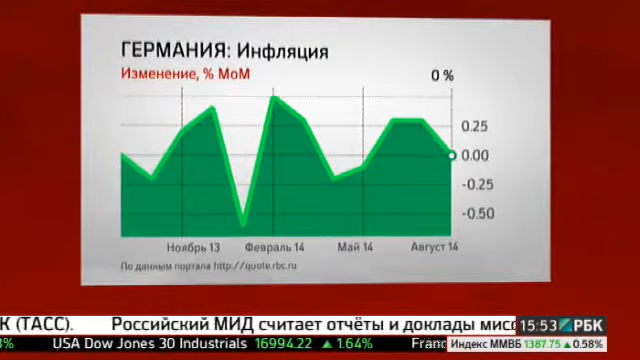 ГЕРМАНИЯ: Инфляция
Изменение, % МоМ
0 %
0.25
0.00
-0.25
-0.50
Ноябрь 13 Февраль 14 Май 14 Август 14
По данным портала http://quote.rbc.ru
К (ТАСС). Российский МИД считает отчёты и доклады мисс
15:53 РБК
3% USA Dow Jones 30 Industrials 16994.22 ▲ 1.64% Fra
Индекс ММВБ 1387.75 ▲ 0.58%